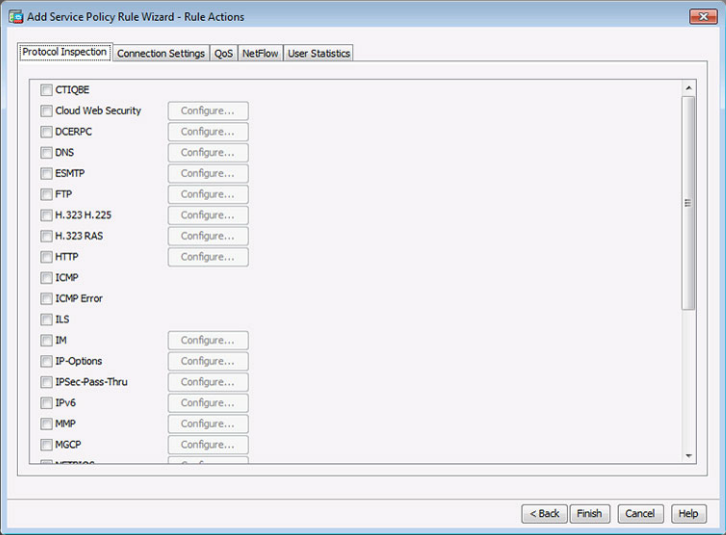 Add Service Policy Rule Wizard - Rule Actions
Protocol Inspection Connection Settings QoS NetFlow User Statistics
CTIQBE
Cloud Web Security Configure...
DCERPC Configure...
DNS Configure...
ESMTP Configure...
FTP Configure...
H.323 H.225 Configure...
H.323 RAS Configure...
HTTP Configure...
ICMP
ICMP Error
ILS
IM Configure...
IP-Options Configure...
IPSec-Pass-Thru Configure...
IPv6 Configure...
MMP Configure...
MGCP Configure...
< Back Finish Cancel Help